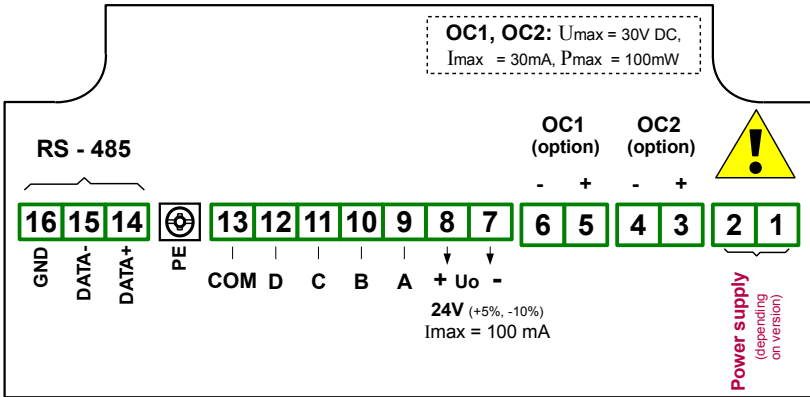 OC1, OC2: Umax = 30V DC,
Imax = 30mA, Pmax = 100mW
RS - 485
OC1
(option)
OC2
(option)
!
- +
- +
16 15 14
13 12 11 10 9 8 7
6 5
4 3
2 1
GND
DATA-
DATA+
PE
COM D C B A + Uo -
24V (+5%, -10%)
Imax = 100 mA
Power supply
(depending
on version)